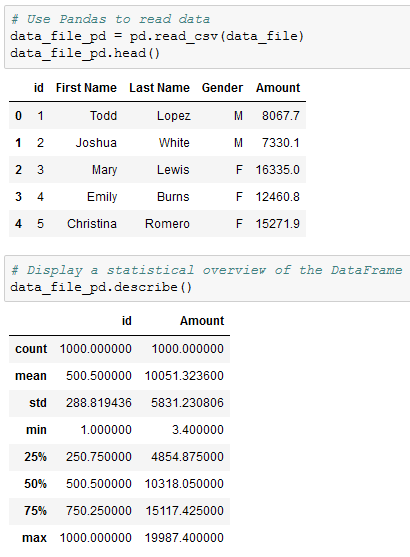 # Use Pandas to read data
data_file_pd = pd.read_csv(data_file)
data_file_pd.head()
id First Name Last Name Gender Amount
0 1 Todd Lopez M 8067.7
1 2 Joshua White M 7330.1
2 3 Mary Lewis F 16335.0
3 4 Emily Burns F 12460.8
4 5 Christina Romero F 15271.9
# Display a statistical overview of the DataFrame
data_file_pd.describe()
id Amount
count 1000.000000 1000.000000
mean 500.500000 10051.323600
std 288.819436 5831.230806
min 1.000000 3.400000
25% 250.750000 4854.875000
50% 500.500000 10318.050000
75% 750.250000 15117.425000
max 1000.000000 19987.400000